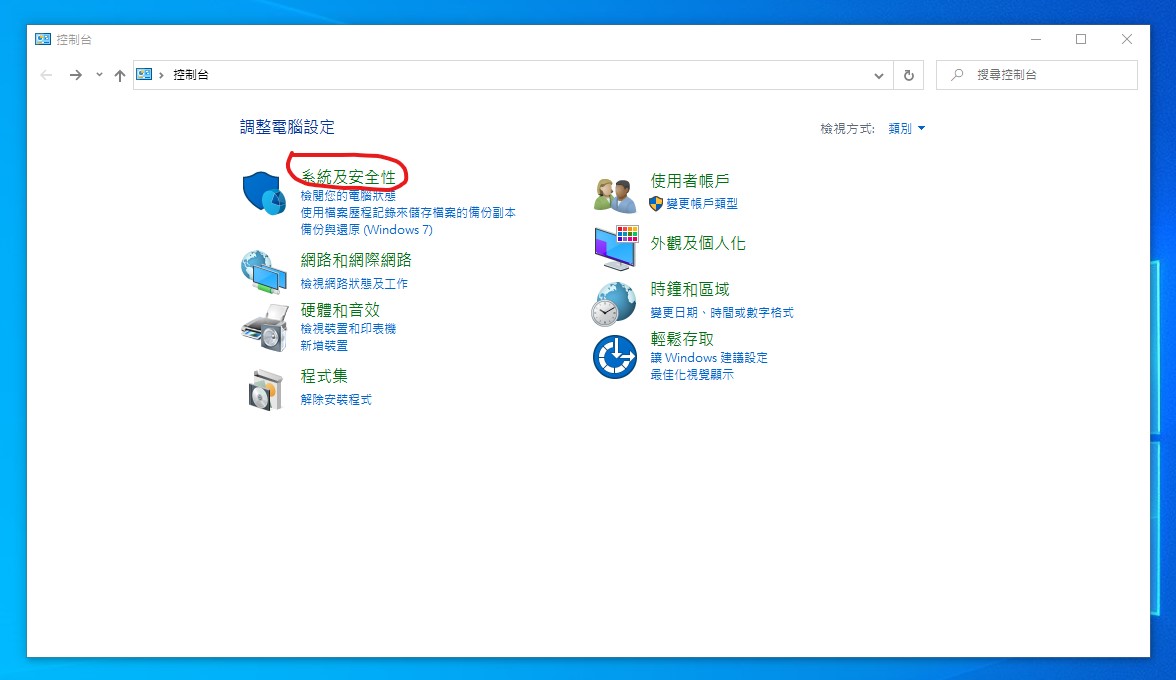 控制台
控制台
搜尋控制台
調整電腦設定
檢視方式: 類別
系統及安全性
檢閱您的電腦狀態
使用檔案歷程記錄來儲存檔案的備份副本
備份與還原 (Windows 7)
網路和網際網路
檢視網路狀態及工作
硬體和音效
檢視裝置和印表機
新增裝置
程式集
解除安裝程式
使用者帳戶
變更帳戶類型
外觀及個人化
時鐘和區域
變更日期、時間或數字格式
輕鬆存取
讓 Windows 建議設定
最佳化視覺顯示